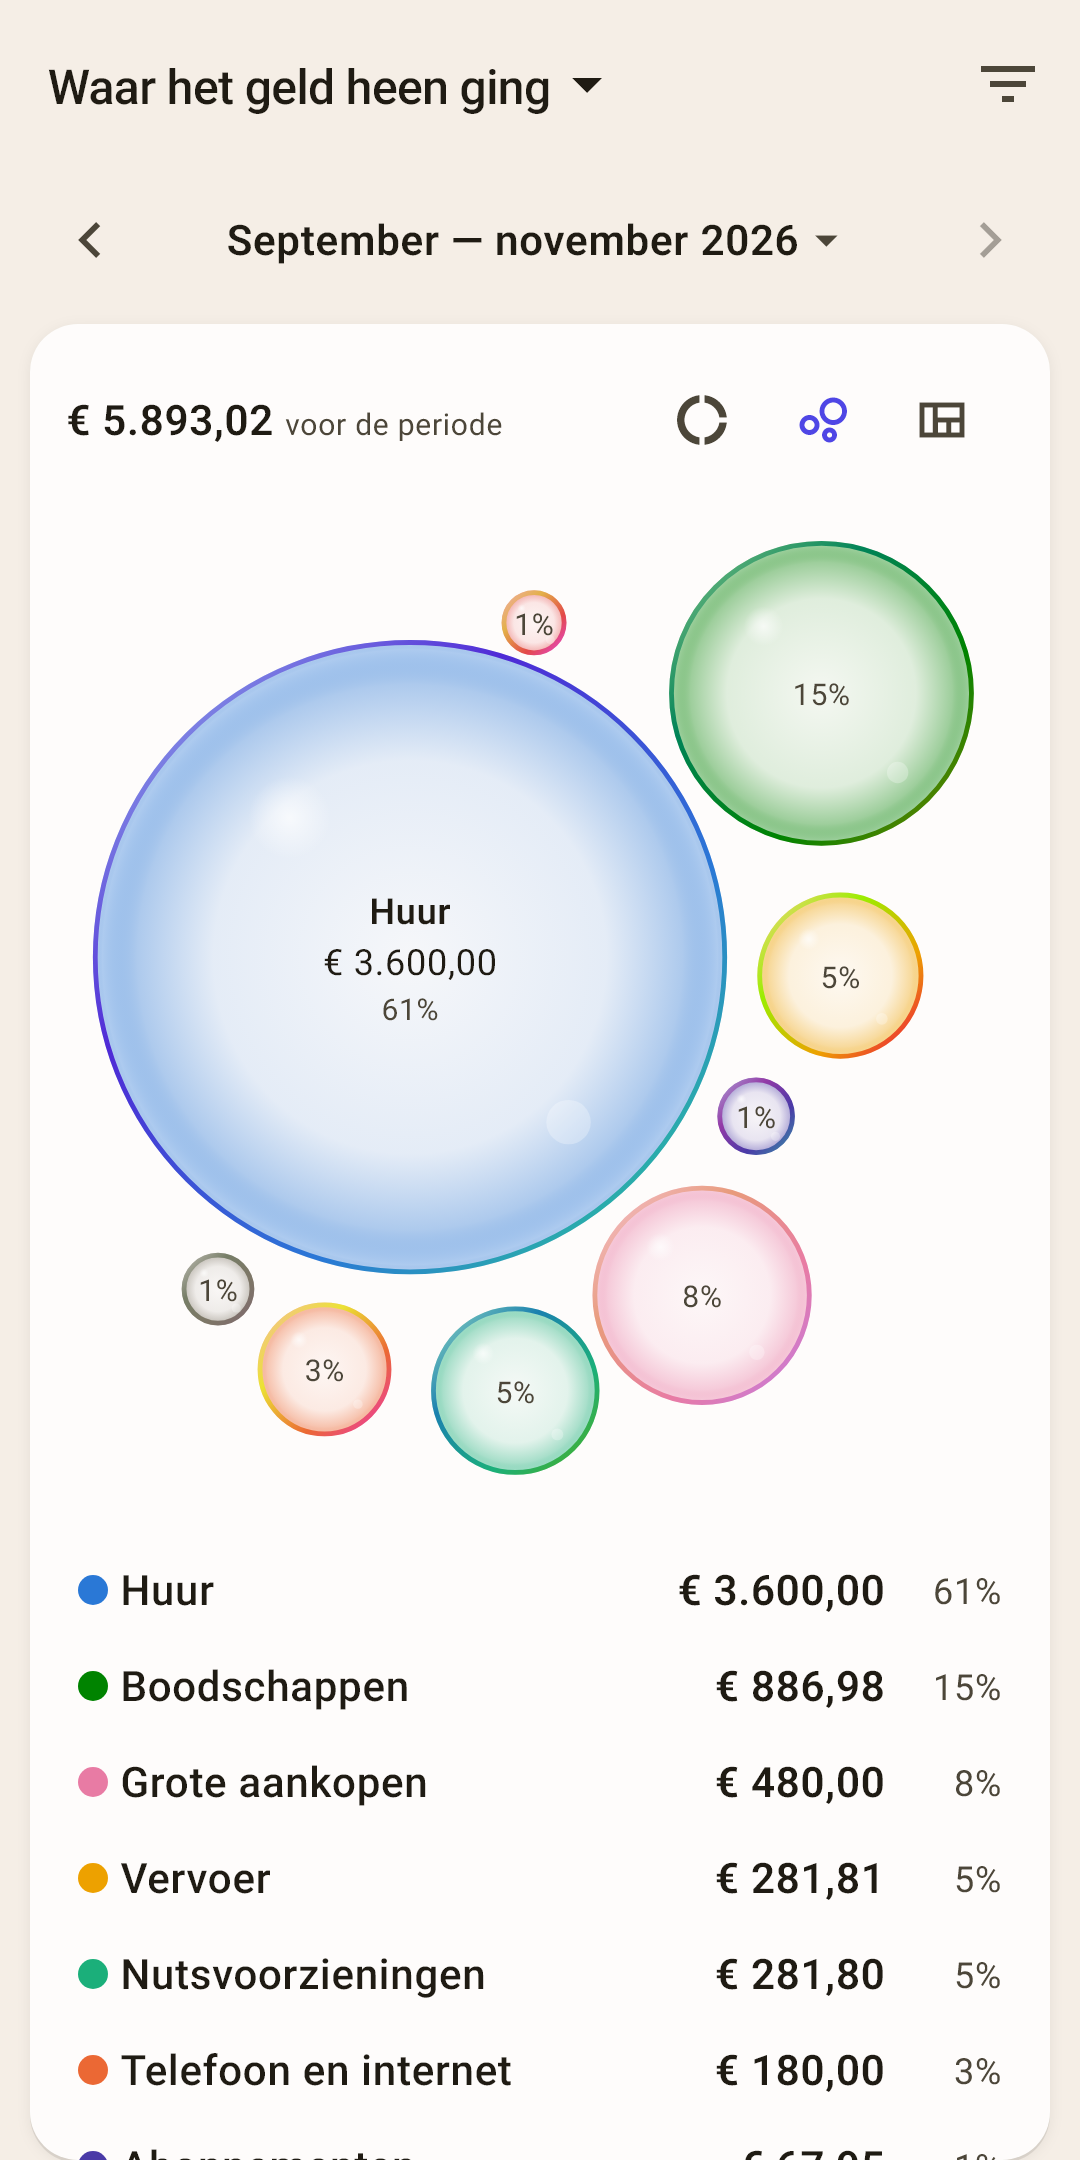 Waar het geld heen ging
September – november 2026
€ 5.893,02 voor de periode
1%
15%
Huur
€ 3.600,00
61%
5%
1%
8%
1%
3%
5%
Huur € 3.600,00 61%
Boodschappen € 886,98 15%
Grote aankopen € 480,00 8%
Vervoer € 281,81 5%
Nutsvoorzieningen € 281,80 5%
Telefoon en internet € 180,00 3%